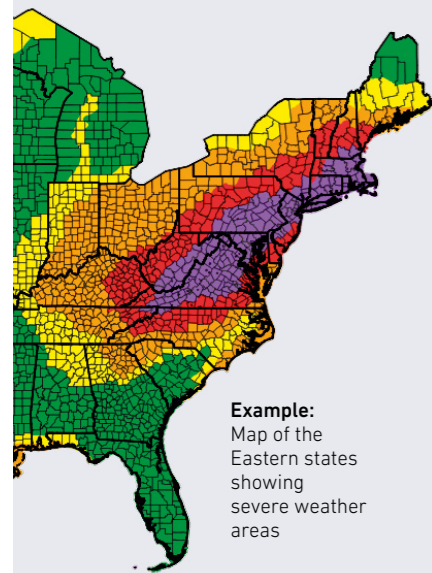 Example:
Map of the
Eastern states
showing
severe weather
areas